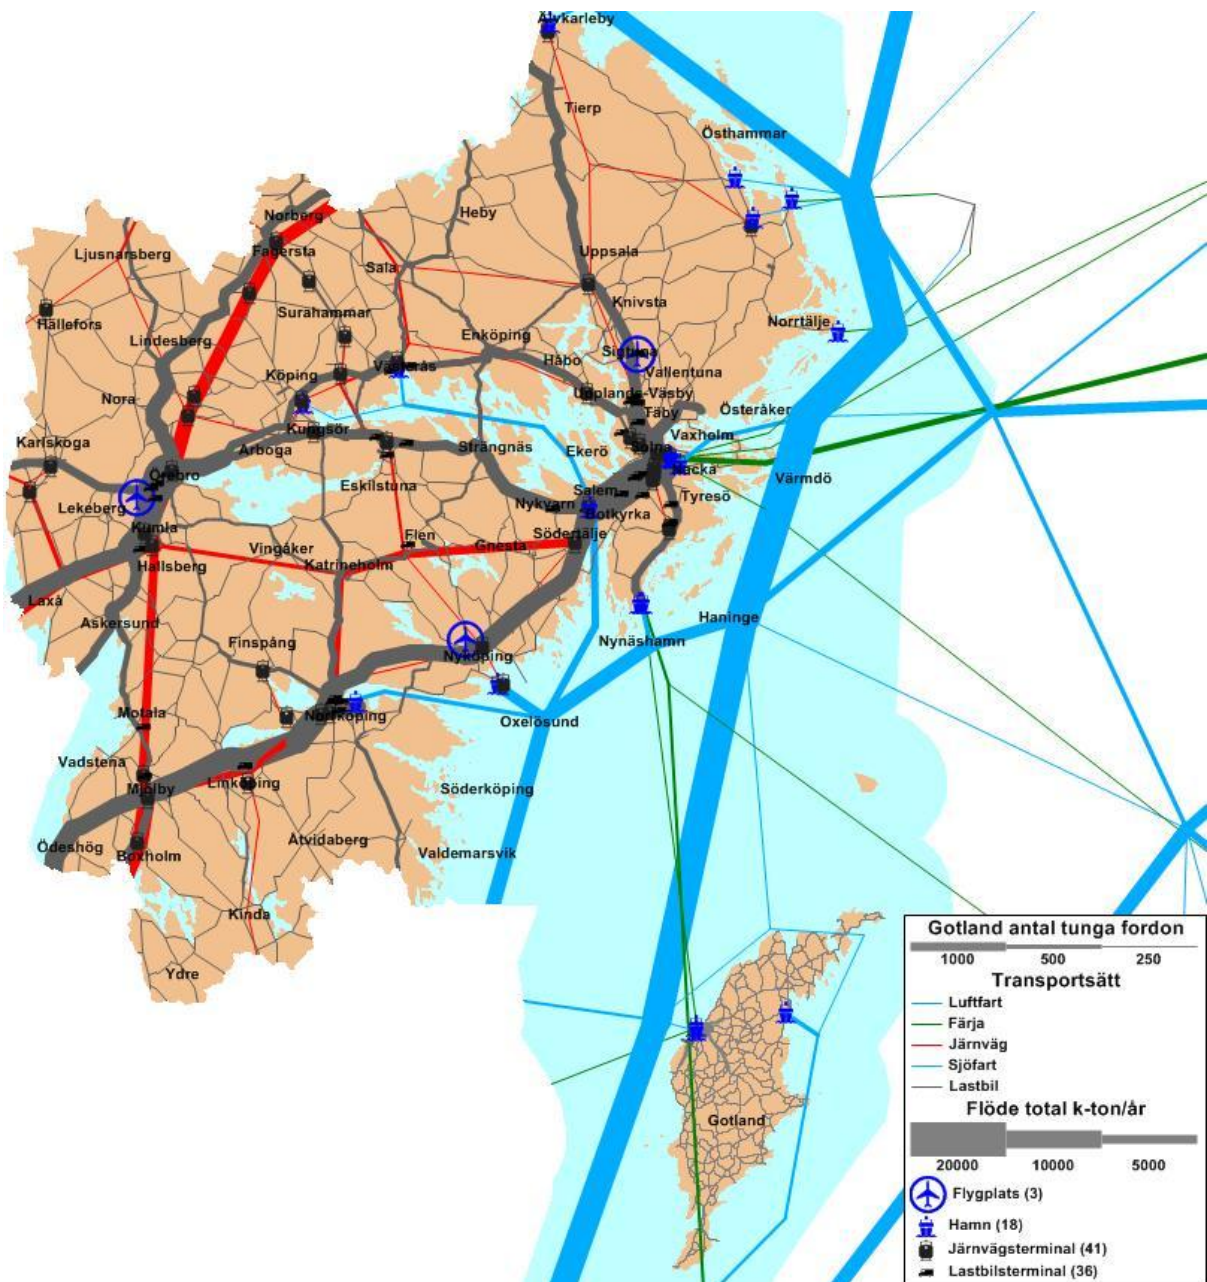 Älvkarleby
Tierp
Östhammar
Heby
Norberg
Ljusnarsberg
Fagersta
Uppsala
Sala
Knivsta
Surahammar
Hällefors
Norrtälje
Lindesberg
Enköping
Sigtuna
Håbo
Västerås
Vallentuna
Köping
Upplands-Väsby
Nora
Täby
Österåker
Kungsör
Vaxholm
Karlskoga
Arboga
Strängnäs
Ekerö
Solna
Örebro
Nacka
Värmdö
Eskilstuna
Salem
Tyresö
Lekeberg
Nykvarn
Botkyrka
Kumla
Flen
Södertälje
Vingåker
Gnesta
Hallsberg
Katrineholm
Laxå
Askersund
Haninge
Finspång
Nynäshamn
Nyköping
Motala
Norrköping
Oxelösund
Vadstena
Linköping
Mjölby
Söderköping
Åtvidaberg
Ödeshög
Boxholm
Valdemarsvik
Kinda
Ydre
Gotland
Gotland antal tunga fordon
1000 500 250
Transportsätt
Luftfart
Färja
Järnväg
Sjöfart
Lastbil
Flöde total k-ton/år
20000 10000 5000
Flygplats (3)
Hamn (18)
Järnvägsterminal (41)
Lastbilsterminal (36)